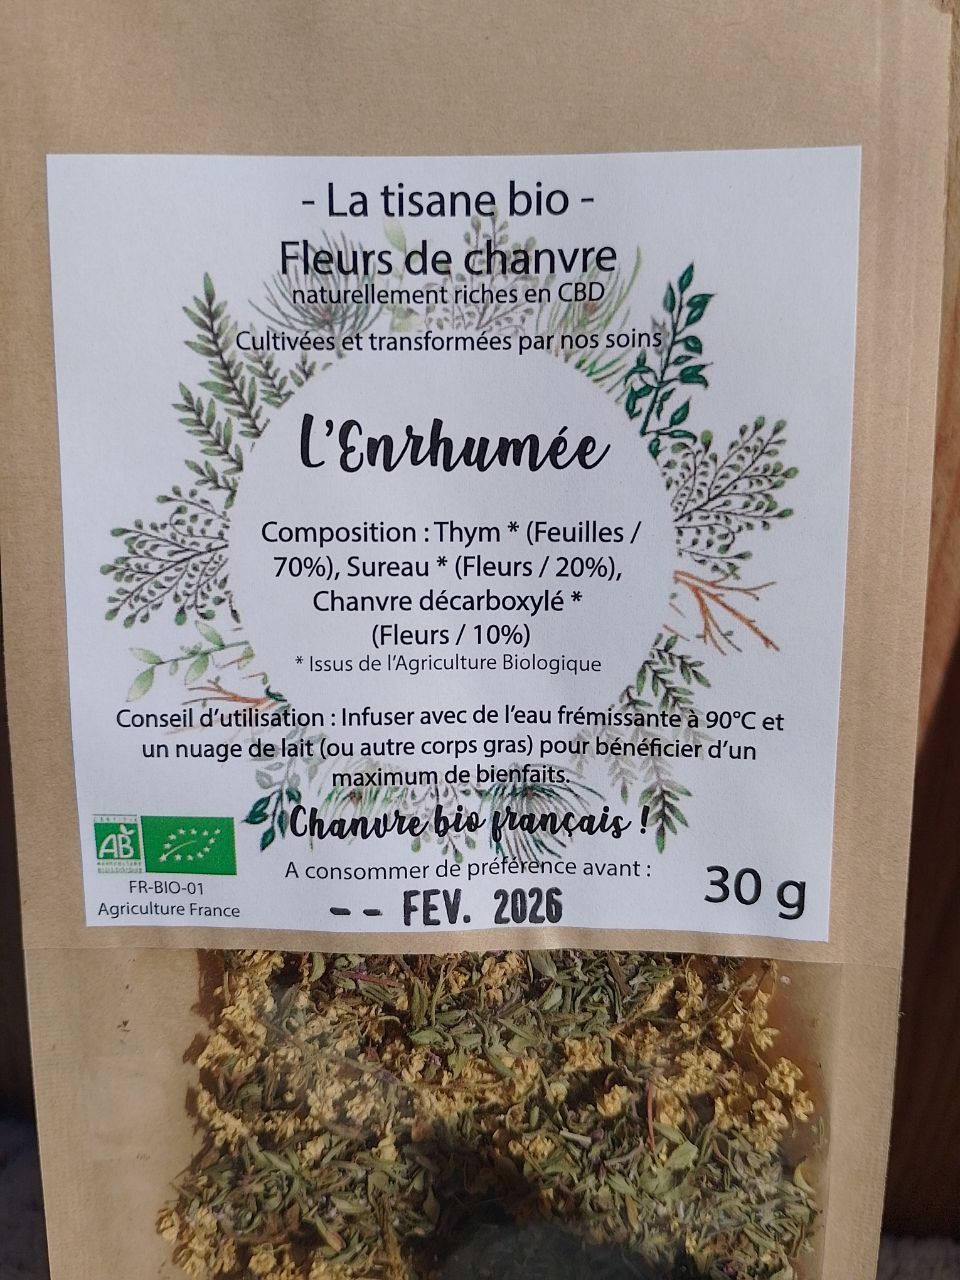 - La tisane bio -
Fleurs de chanvre
naturellement riches en CBD
Cultivées et transformées par nos soins
L'Enrhumée
Composition : Thym * (Feuilles /
70%), Sureau * (Fleurs / 20%),
Chanvre décarboxylé *
(Fleurs / 10%)
* Issus de l'Agriculture Biologique
Conseil d'utilisation : Infuser avec de l'eau frémissante à 90°C et
un nuage de lait (ou autre corps gras) pour bénéficier d'un
maximum de bienfaits.
Chanvre bio français !
AB
FR-BIO-01
Agriculture France
A consommer de préférence avant :
-- FEV. 2026
30 g